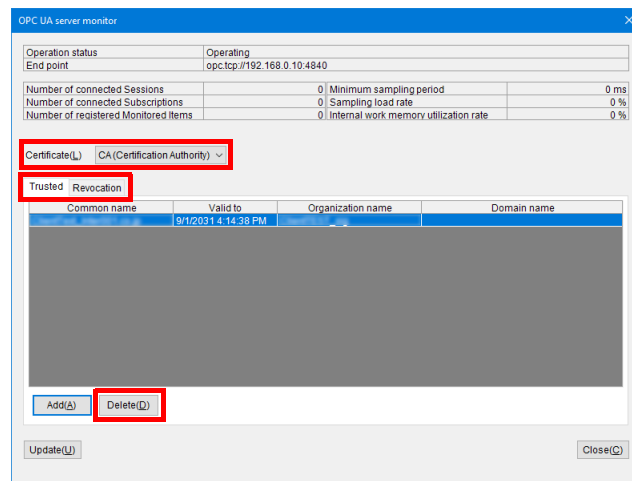 OPC UA server monitor
Operation status Operating
End point opc.tcp://192.168.0.10:4840
Number of connected Sessions 0 Minimum sampling period 0 ms
Number of connected Subscriptions 0 Sampling load rate 0 %
Number of registered Monitored Items 0 Internal work memory utilization rate 0 %
Certificate(L) CA (Certification Authority)
Trusted Revocation
Common name Valid to Organization name Domain name
9/1/2031 4:14:38 PM
Add(A) Delete(D)
Update(U) Close(C)